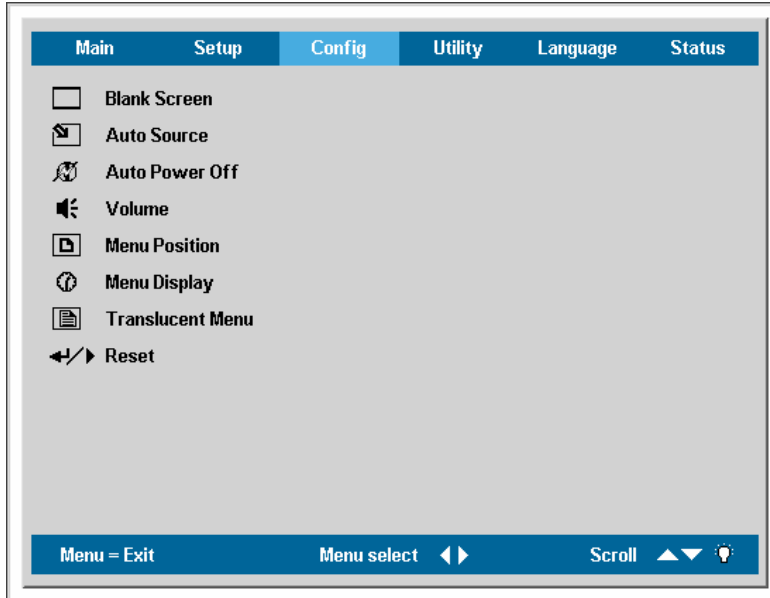 Main Setup Config Utility Language Status
Blank Screen
Auto Source
Auto Power Off
Volume
Menu Position
Menu Display
Translucent Menu
Reset
Menu = Exit Menu select Scroll